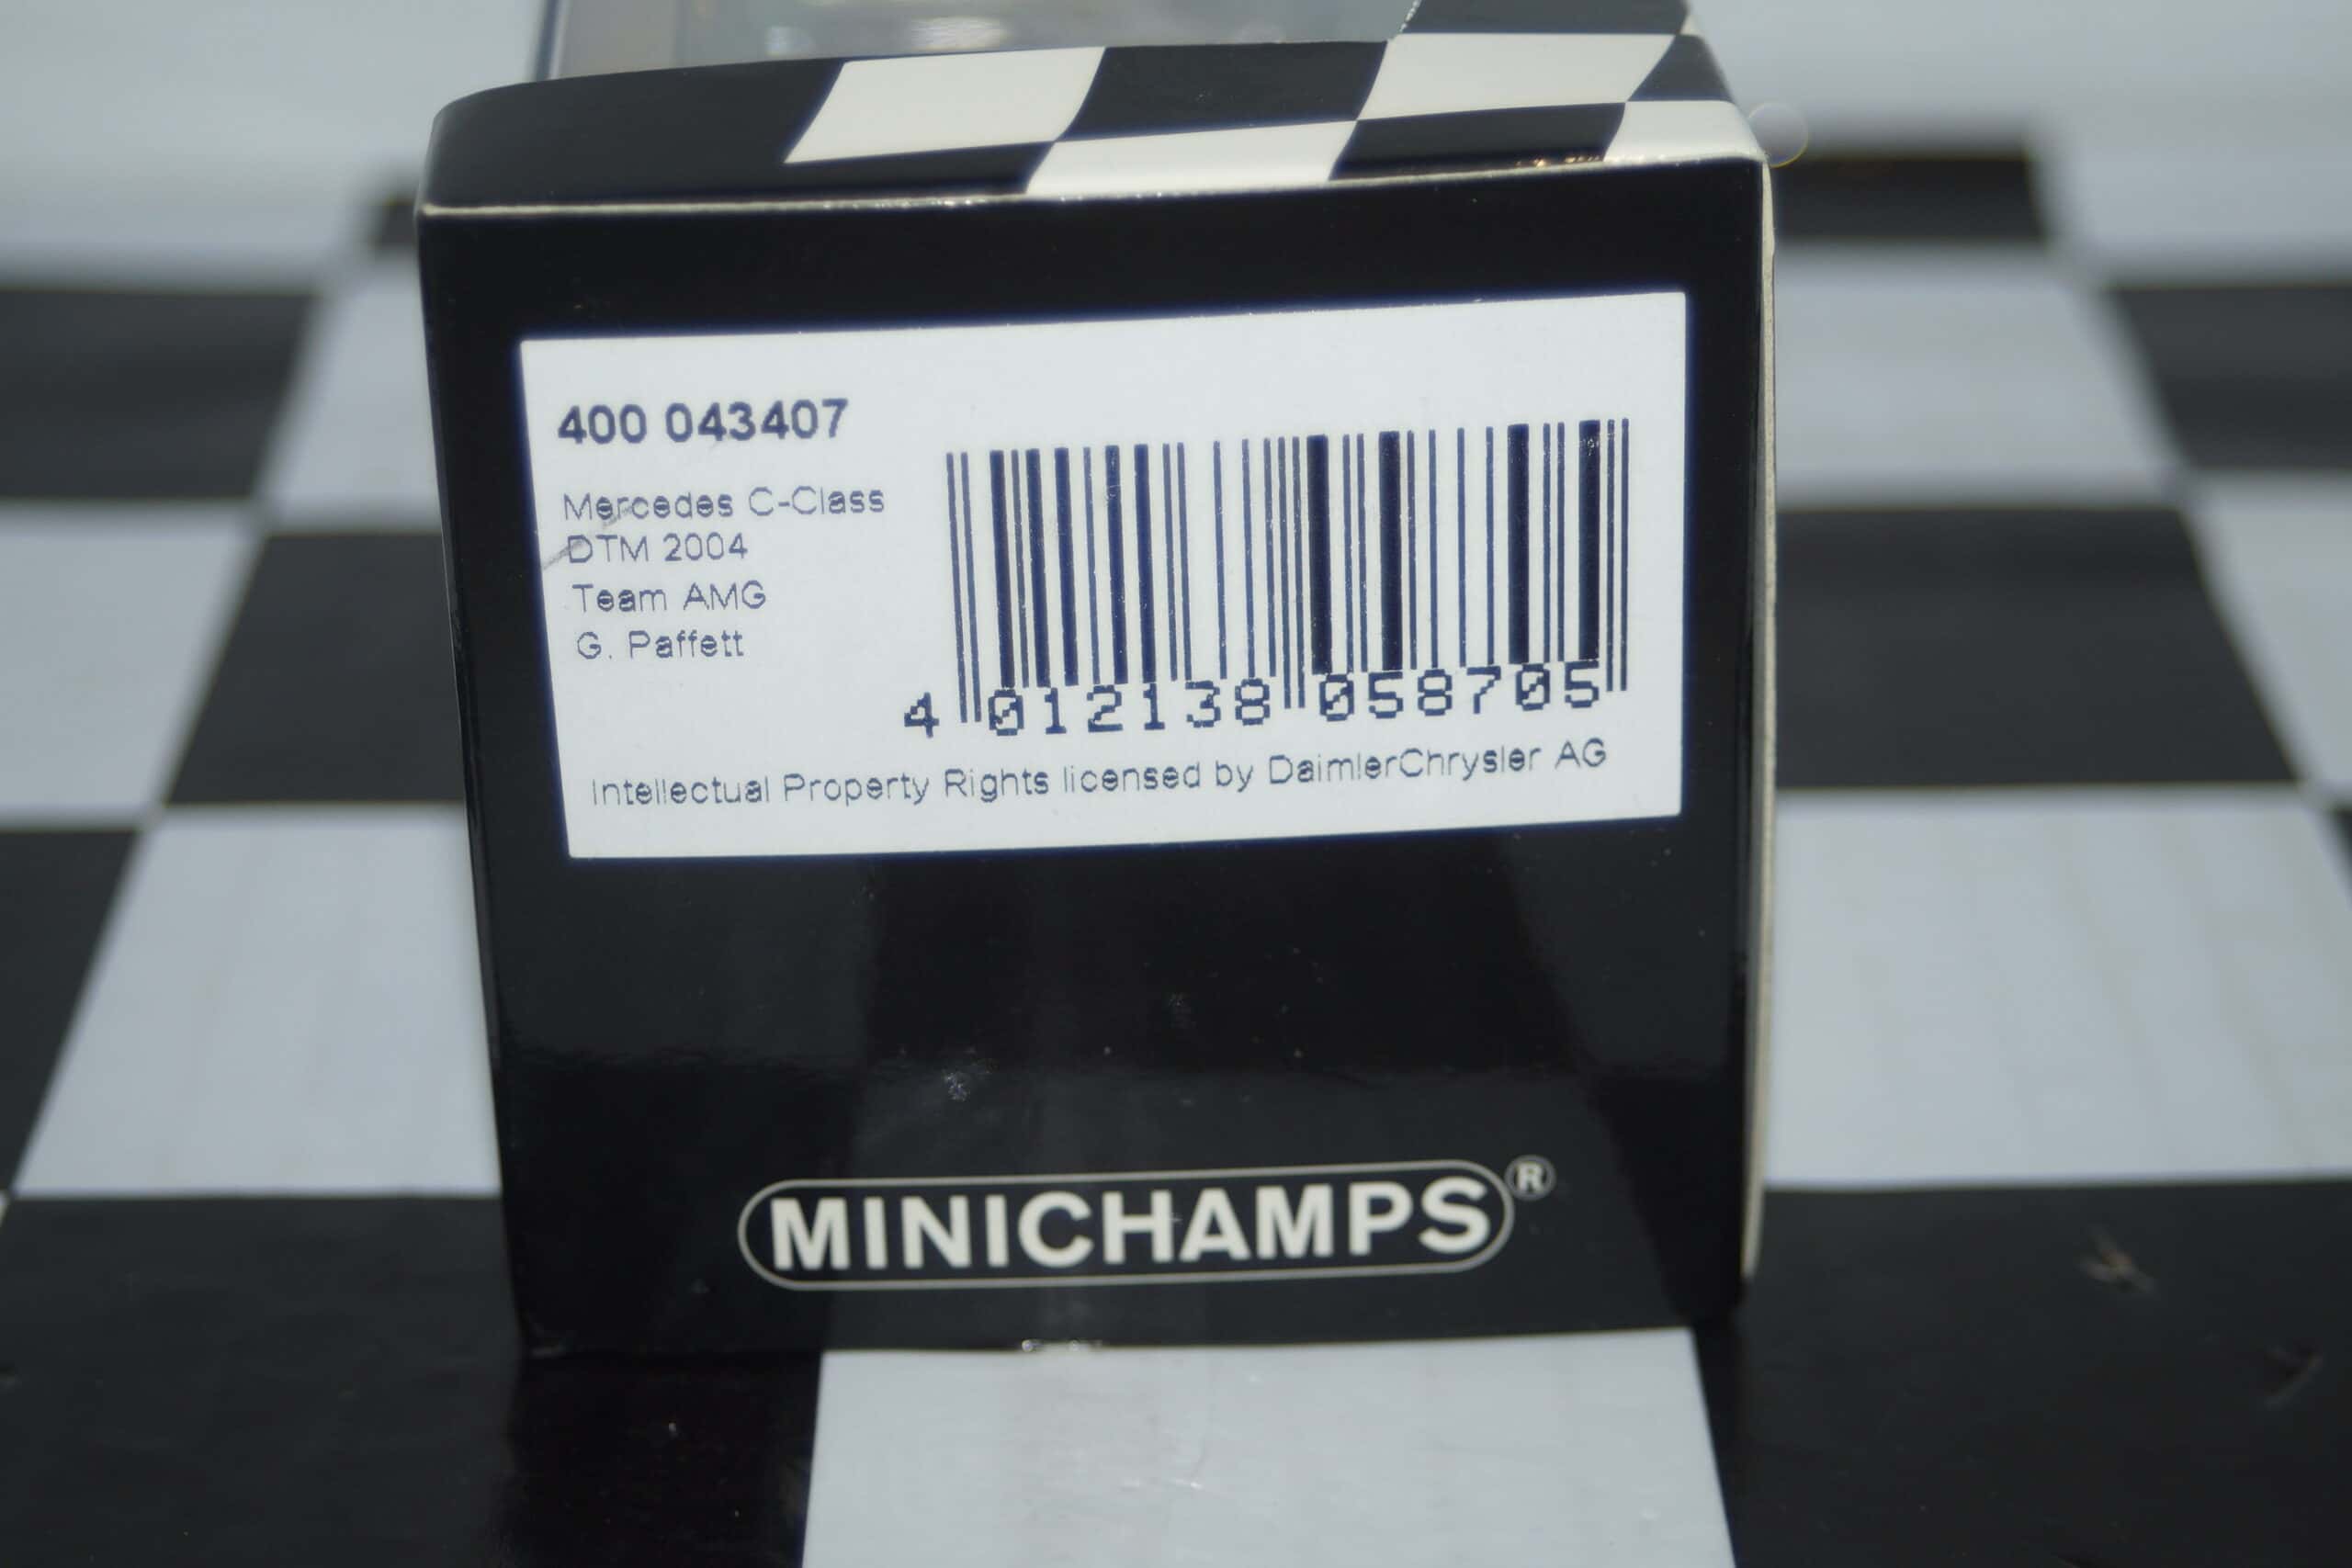 400 043407
Mercedes C-Class
DTM 2004
Team AMG
G. Paffett
4 012138 058705
Intellectual Property Rights licensed by DaimlerChrysler AG
MINICHAMPS®